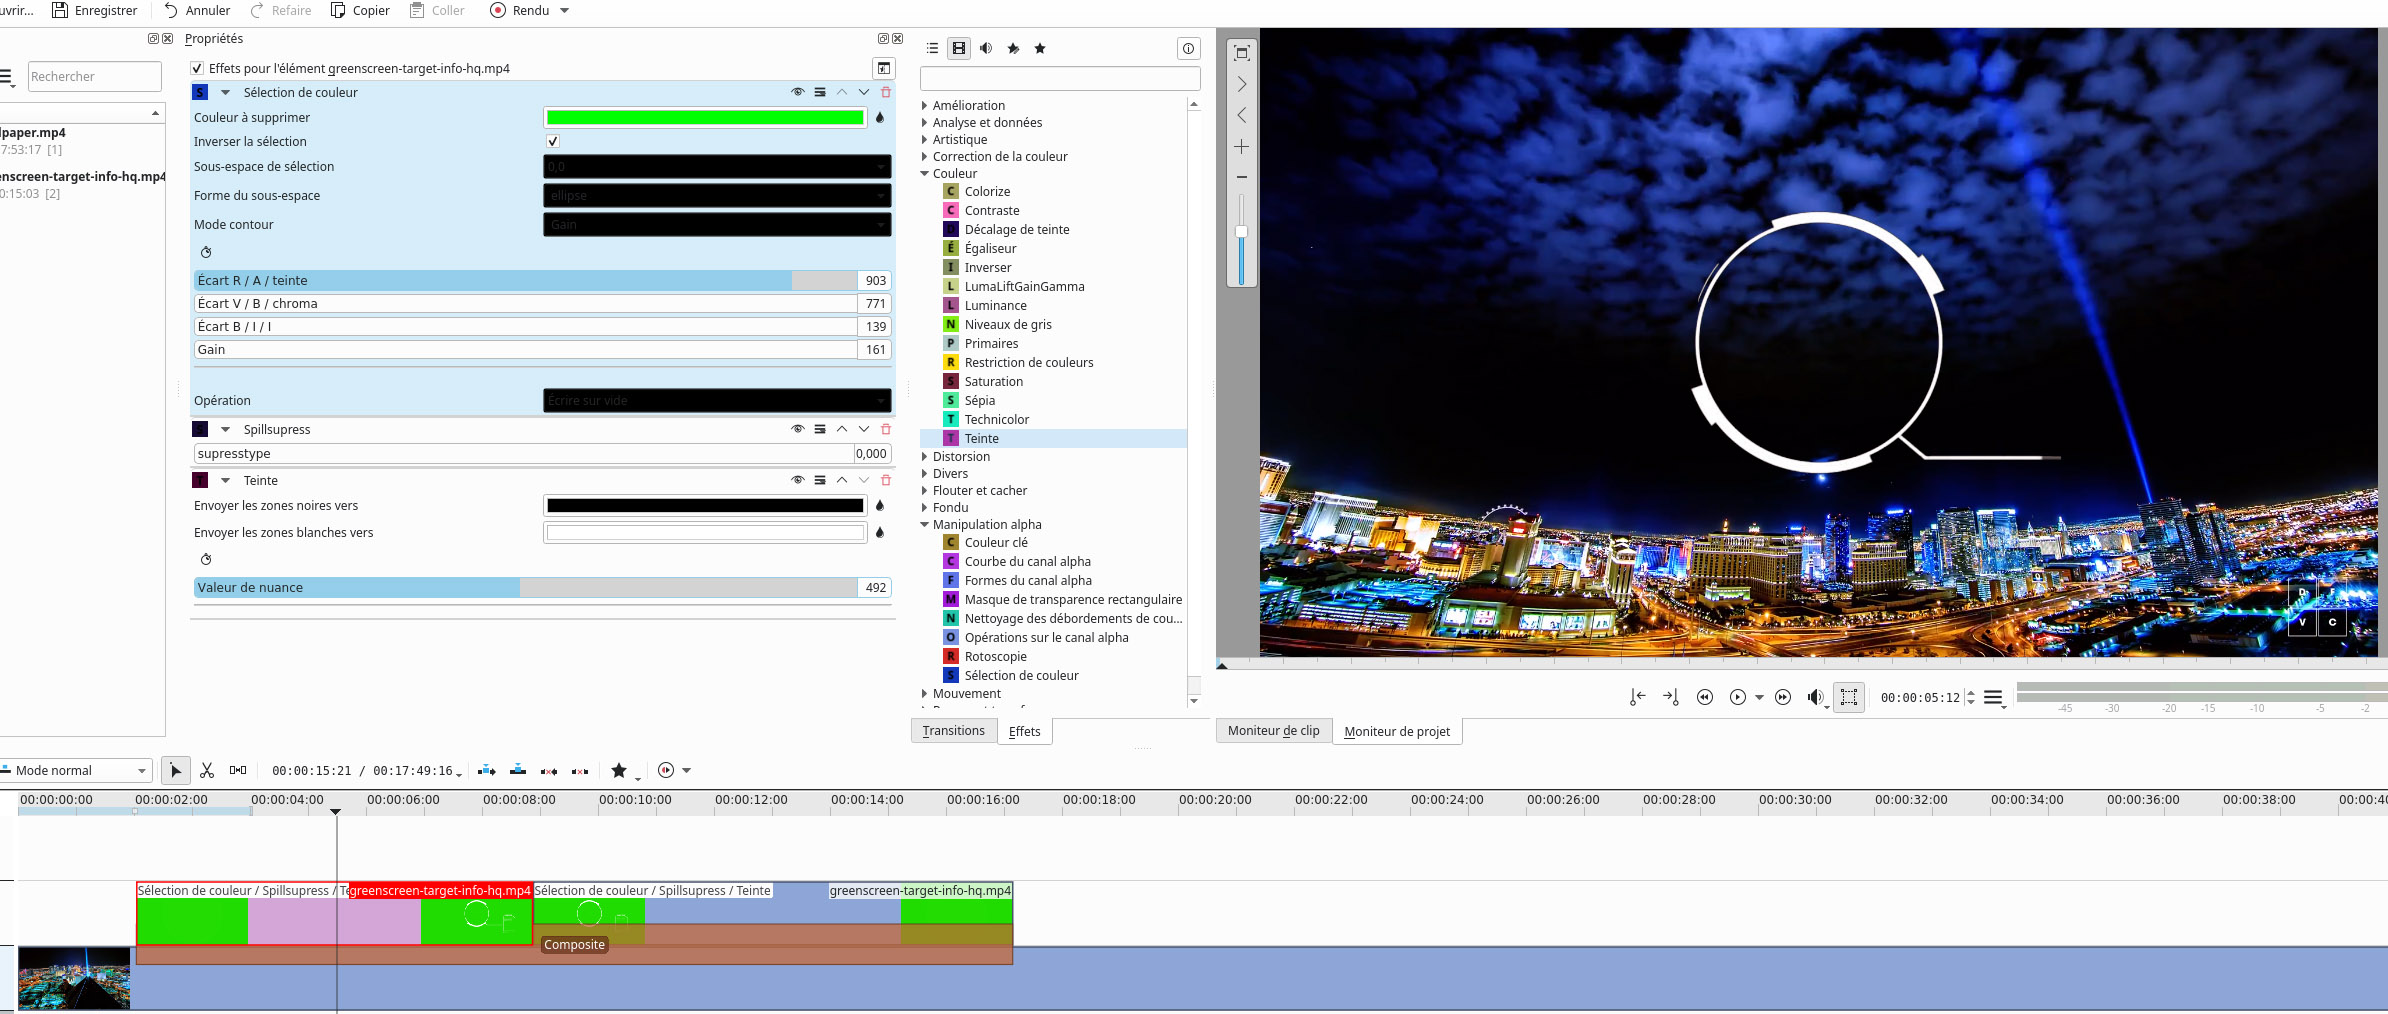 uvrir...
Enregistrer
Annuler
Refaire
Copier
Coller
Rendu
Rechercher
lpaper.mp4
7:53:17 [1]
enscreen-target-info-hq.mp4
0:15:03 [2]
Propriétés
Effets pour l'élément greenscreen-target-info-hq.mp4
S Sélection de couleur
Couleur à supprimer
Inverser la sélection
Sous-espace de sélection 0,0
Forme du sous-espace ellipse
Mode contour Gain
Écart R / A / teinte 903
Écart V / B / chroma 771
Écart B / I / I 139
Gain 161
Opération Écrire sur vide
S Spillsupress
supresstype 0,000
T Teinte
Envoyer les zones noires vers
Envoyer les zones blanches vers
Valeur de nuance 492
Amélioration
Analyse et données
Artistique
Correction de la couleur
Couleur
C Colorize
C Contraste
D Décalage de teinte
É Égaliseur
I Inverser
L LumaLiftGainGamma
L Luminance
N Niveaux de gris
P Primaires
R Restriction de couleurs
S Saturation
S Sépia
T Technicolor
T Teinte
Distorsion
Divers
Flouter et cacher
Fondu
Manipulation alpha
C Couleur clé
C Courbe du canal alpha
F Formes du canal alpha
M Masque de transparence rectangulaire
N Nettoyage des débordements de cou...
O Opérations sur le canal alpha
R Rotoscopie
S Sélection de couleur
Mouvement
Transitions
Effets
V C
00:00:05:12
-45 -30 -20 -15 -10 -5 -2
Moniteur de clip
Moniteur de projet
Mode normal
00:00:15:21 / 00:17:49:16
00:00:00:00 00:00:02:00 00:00:04:00 00:00:06:00 00:00:08:00 00:00:10:00 00:00:12:00 00:00:14:00 00:00:16:00 00:00:18:00 00:00:20:00 00:00:22:00 00:00:24:00 00:00:26:00 00:00:28:00 00:00:30:00 00:00:32:00 00:00:34:00 00:00:36:00 00:00:38:00 00:00:40
Sélection de couleur / Spillsupress / Te
greenscreen-target-info-hq.mp4
Sélection de couleur / Spillsupress / Teinte
greenscreen-target-info-hq.mp4
Composite